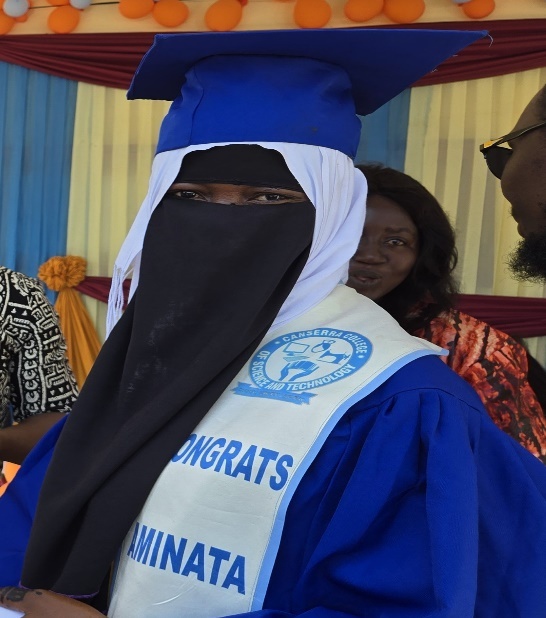 CANSERRA COLLEGE
OF SCIENCE AND TECHNOLOGY
ONGRATS
AMINATA